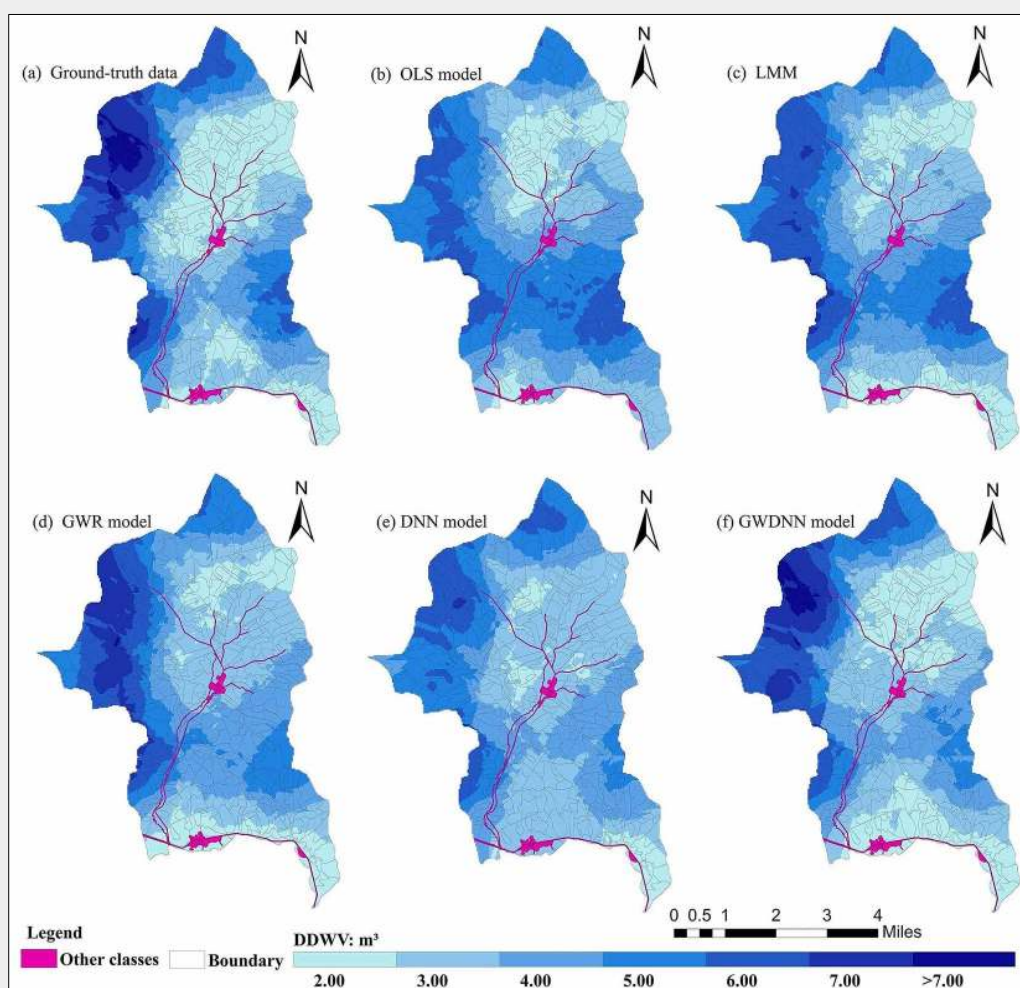 N
N
N
(a) Ground-truth data
(b) OLS model
(c) LMM
N
N
N
(d) GWR model
(e) DNN model
(f) GWDNN model
0 0.5 1 2 3 4
Miles
Legend
DDWV: m³
Other classes
Boundary
2.00 3.00 4.00 5.00 6.00 7.00 >7.00